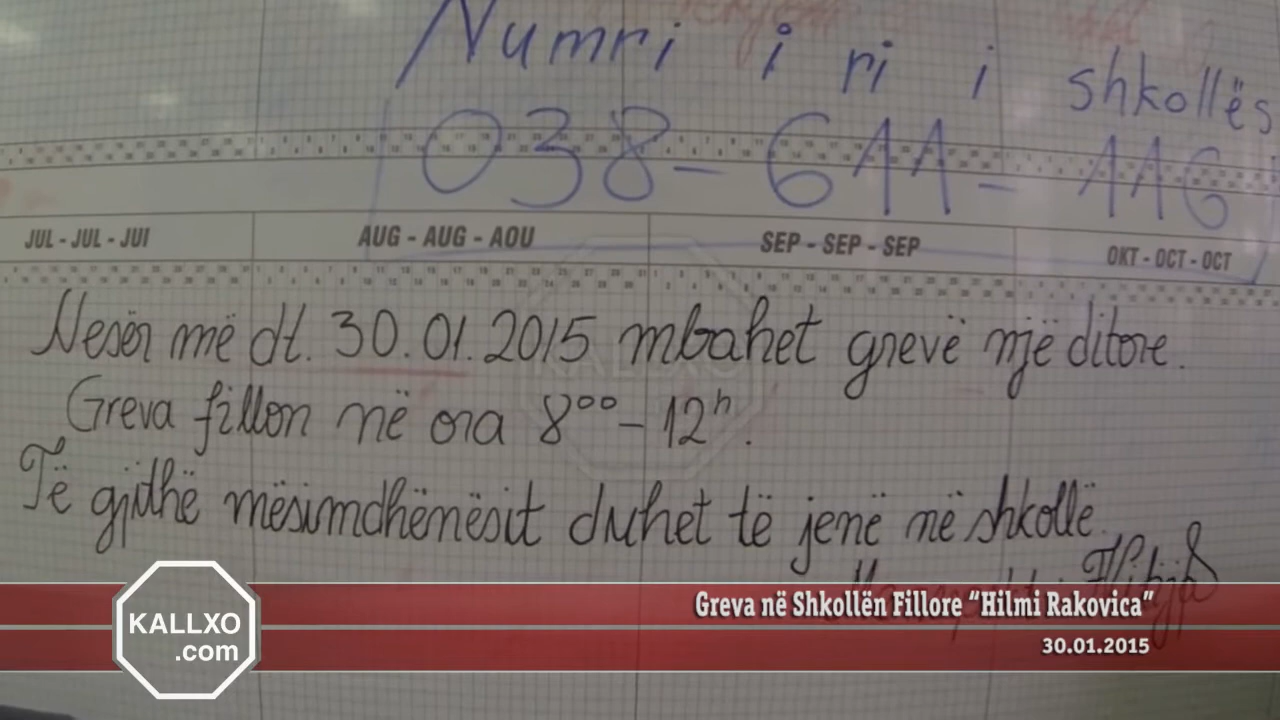 Numri i ri i shkollës
038-611-116
JUL - JUL - JUI AUG - AUG - AOU SEP - SEP - SEP OKT - OCT - OCT
Nesër më dt. 30.01.2015 mbahet grevë një ditore.
Greva fillon në ora 8⁰⁰ - 12ʰ.
Të gjithë mësimdhënësit duhet të jenë në shkollë.
KALLXO
Greva në Shkollën Fillore “Hilmi Rakovica”
30.01.2015
KALLXO
.com